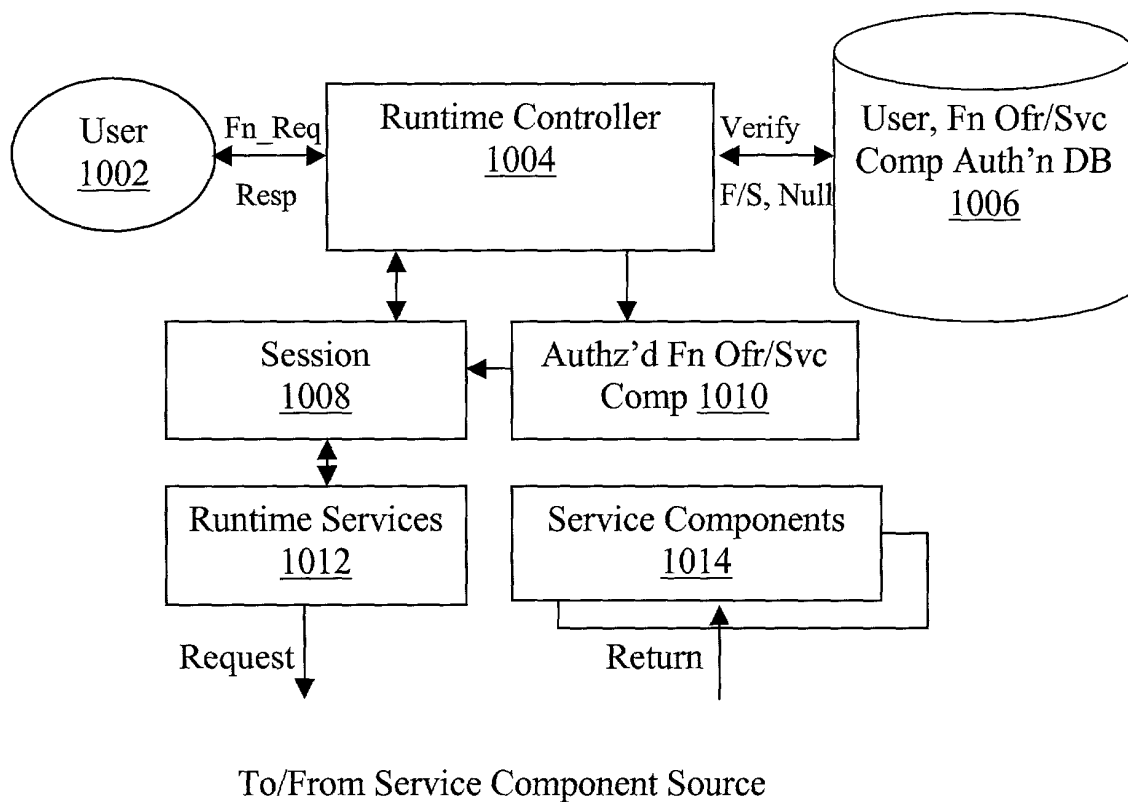 User
1002
Fn_Req
Resp
Runtime Controller
1004
Verify
F/S, Null
User, Fn Ofr/Svc
Comp Auth’n DB
1006
Session
1008
Authz’d Fn Ofr/Svc
Comp 1010
Runtime Services
1012
Service Components
1014
Request
Return
To/From Service Component Source